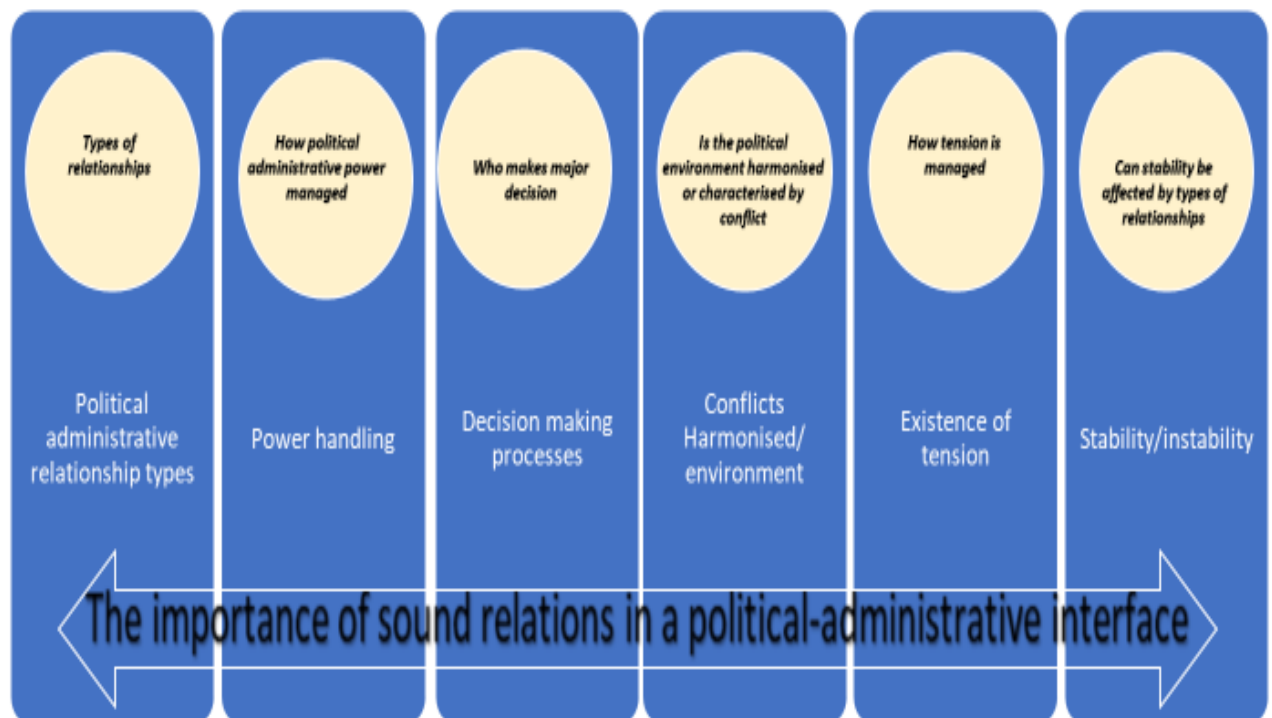 Types of
relationships
How political
administrative power
managed
Who makes major
decision
Is the political
environment harmonised
or characterised by
conflict
How tension is
managed
Can stability be
affected by types of
relationships
Political
administrative
relationship types
Power handling
Decision making
processes
Conflicts
Harmonised/
environment
Existence of
tension
Stability/instability
The importance of sound relations in a political-administrative interface